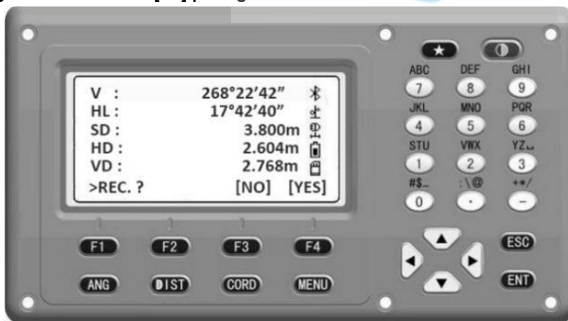 V : 268°22′42″
HL : 17°42′40″
SD : 3.800m
HD : 2.604m
VD : 2.768m
>REC. ? [NO] [YES]
F1 F2 F3 F4
ANG DIST CORD MENU
ABC DEF GHI
7 8 9
JKL MNO PQR
4 5 6
STU VWX YZ␣
1 2 3
#$_ :\@ +*/
0 . -
ESC
ENT